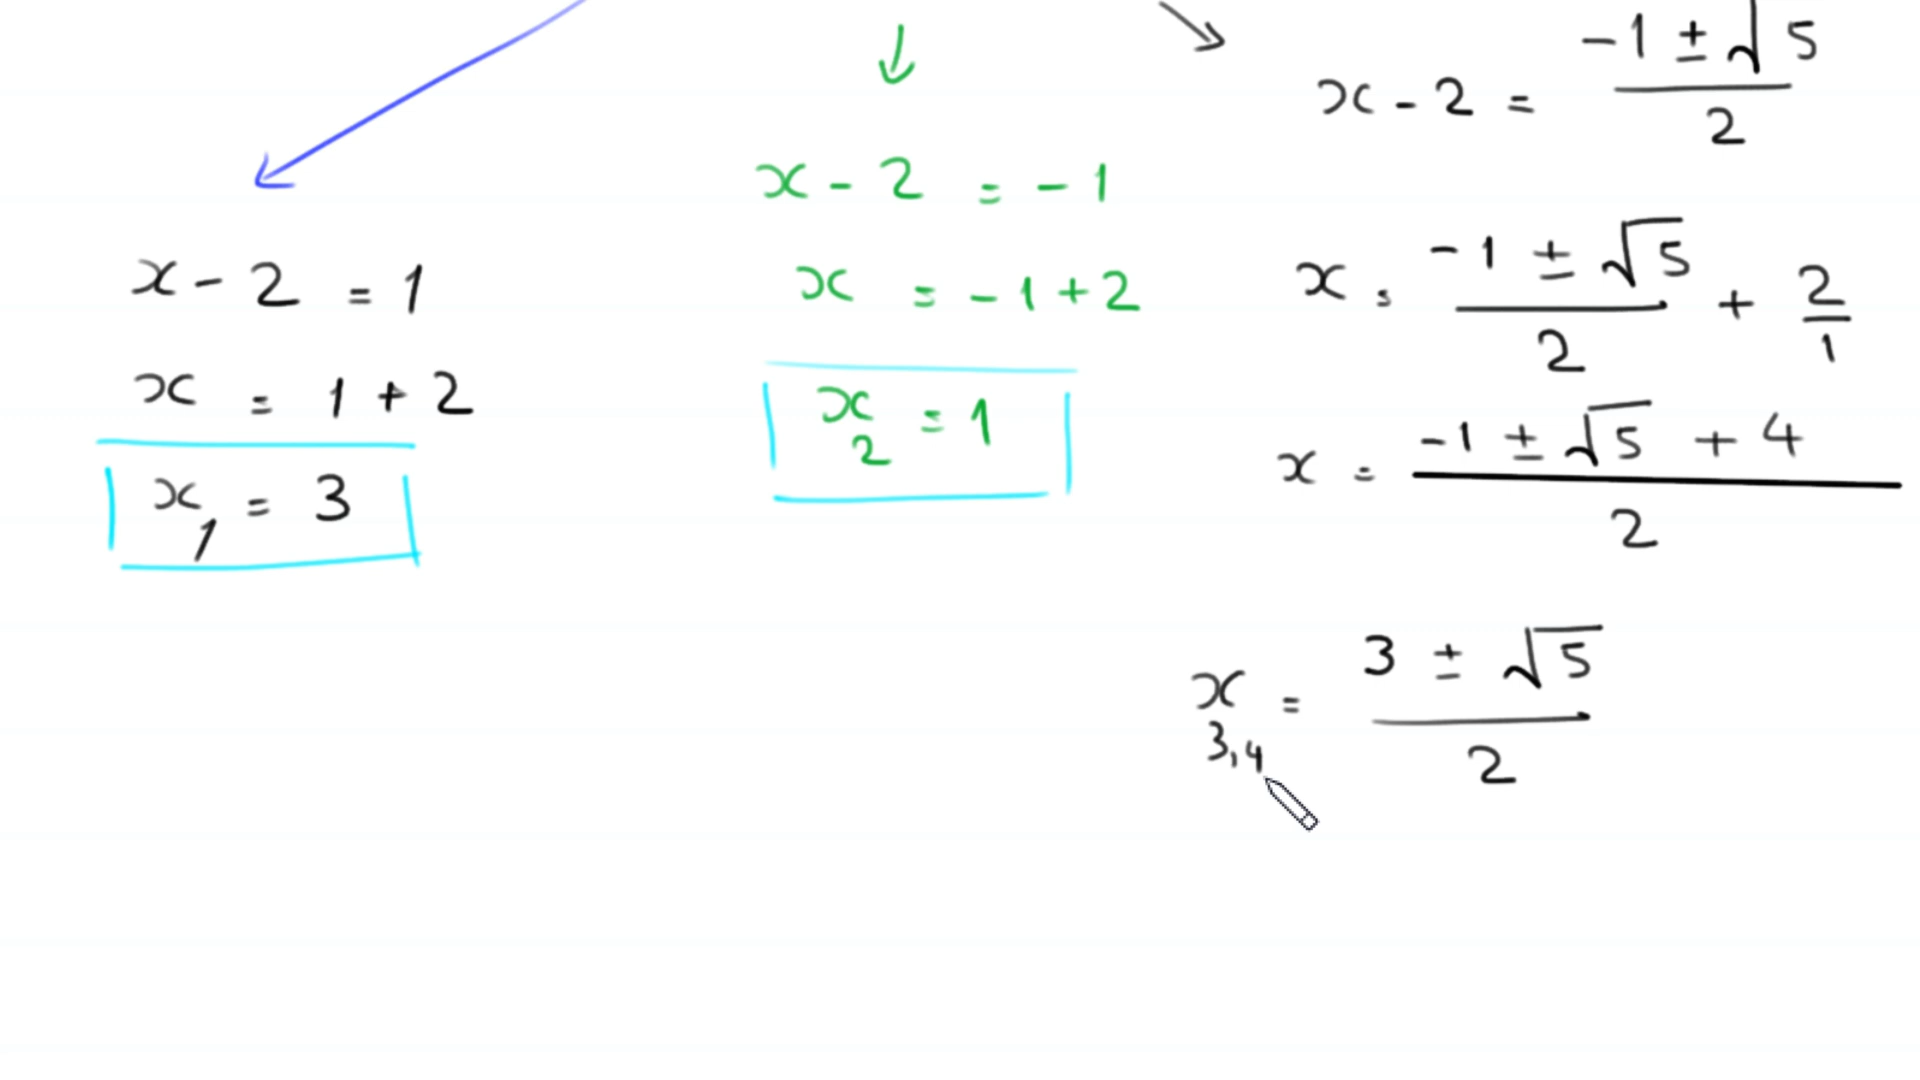 x - 2 = 1
x = 1 + 2
x₁ = 3
x - 2 = - 1
x = - 1 + 2
x₂ = 1
x - 2 = (-1 ± √5)/2
x = (-1 ± √5)/2 + 2/1
x = (-1 ± √5 + 4)/2
x₃,₄ = (3 ± √5)/2